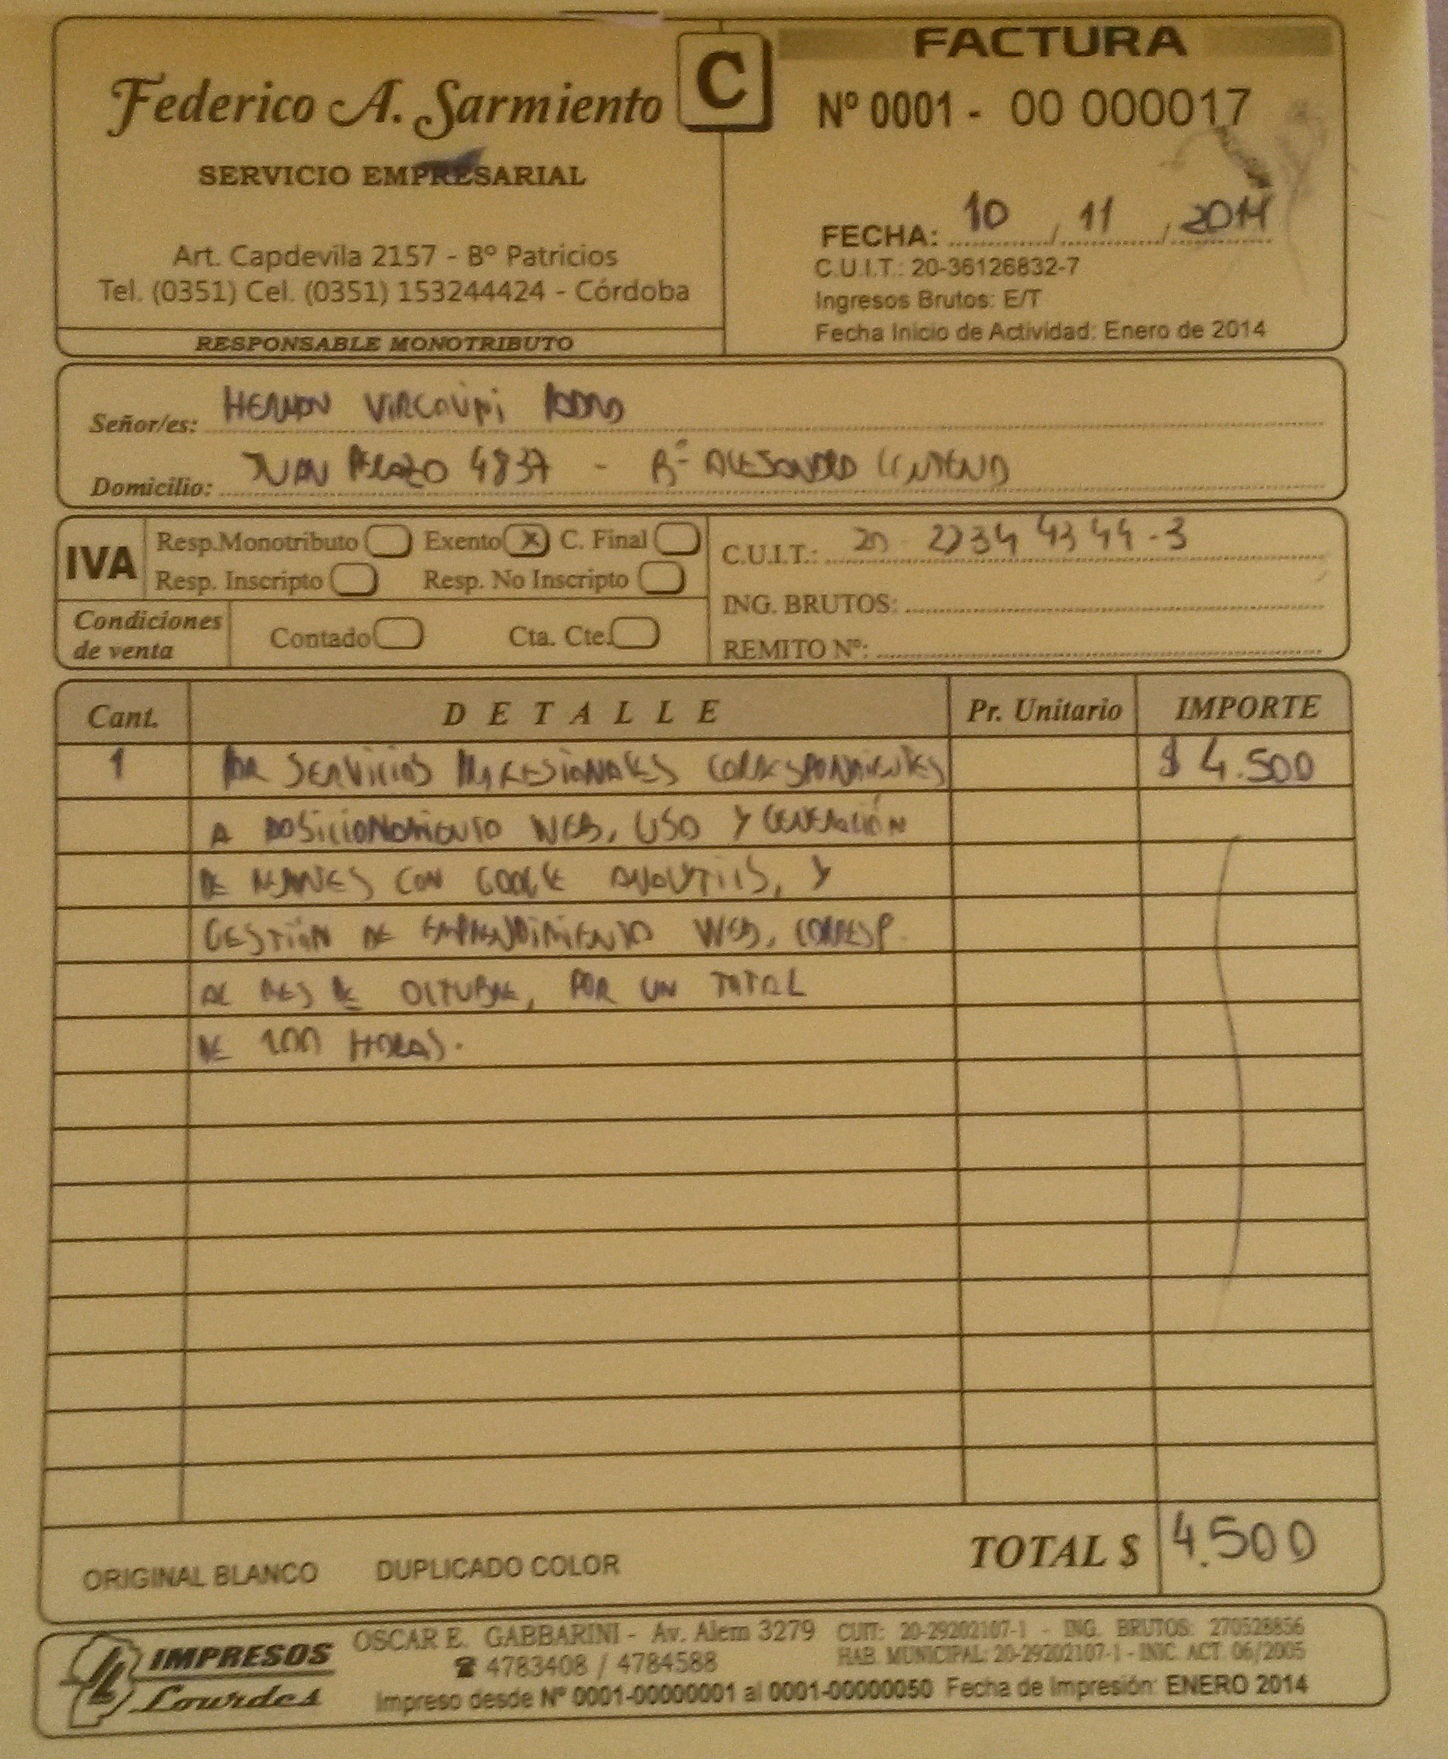 FACTURA
C
Federico A. Sarmiento
Nº 0001 - 00 000017
SERVICIO EMPRESARIAL
FECHA: 10 / 11 / 2014
Art. Capdevila 2157 - Bº Patricios
C.U.I.T.: 20-36126832-7
Tel. (0351) Cel. (0351) 153244424 - Córdoba
Ingresos Brutos: E/T
Fecha Inicio de Actividad: Enero de 2014
RESPONSABLE MONOTRIBUTO
Señor/es: HERNAN
Domicilio: JUAN 4837 - Bº ALEJANDRO CENTENO
IVA
Resp.Monotributo Exento X C. Final
Resp. Inscripto Resp. No Inscripto
C.U.I.T.: 20 22344344-3
ING. BRUTOS:
Condiciones de venta
Contado Cta. Cte.
REMITO Nº:
Cant. DETALLE Pr. Unitario IMPORTE
1 POR SERVICIOS PROFESIONALES CORRESPONDIENTES $ 4.500
A POSICIONAMIENTO WEB, USO Y GENERACIÓN
DE CON GOOGLE ANALYTICS, Y
GESTIÓN DE EMPRENDIMIENTO WEB, CORRESP.
AL MES DE OCTUBRE, POR UN TOTAL
DE 100 HORAS.
ORIGINAL BLANCO DUPLICADO COLOR
TOTAL $ 4.500
IMPRESOS Lourdes
OSCAR E. GABBARINI - Av. Alem 3279
☎ 4783408 / 4784588
CUIT: 20-29202107-1 - ING. BRUTOS: 270528856
HAB. MUNICIPAL: 20-29202107-1 - INIC. ACT. 06/2005
Impreso desde Nº 0001-00000001 al 0001-00000050 Fecha de Impresión: ENERO 2014